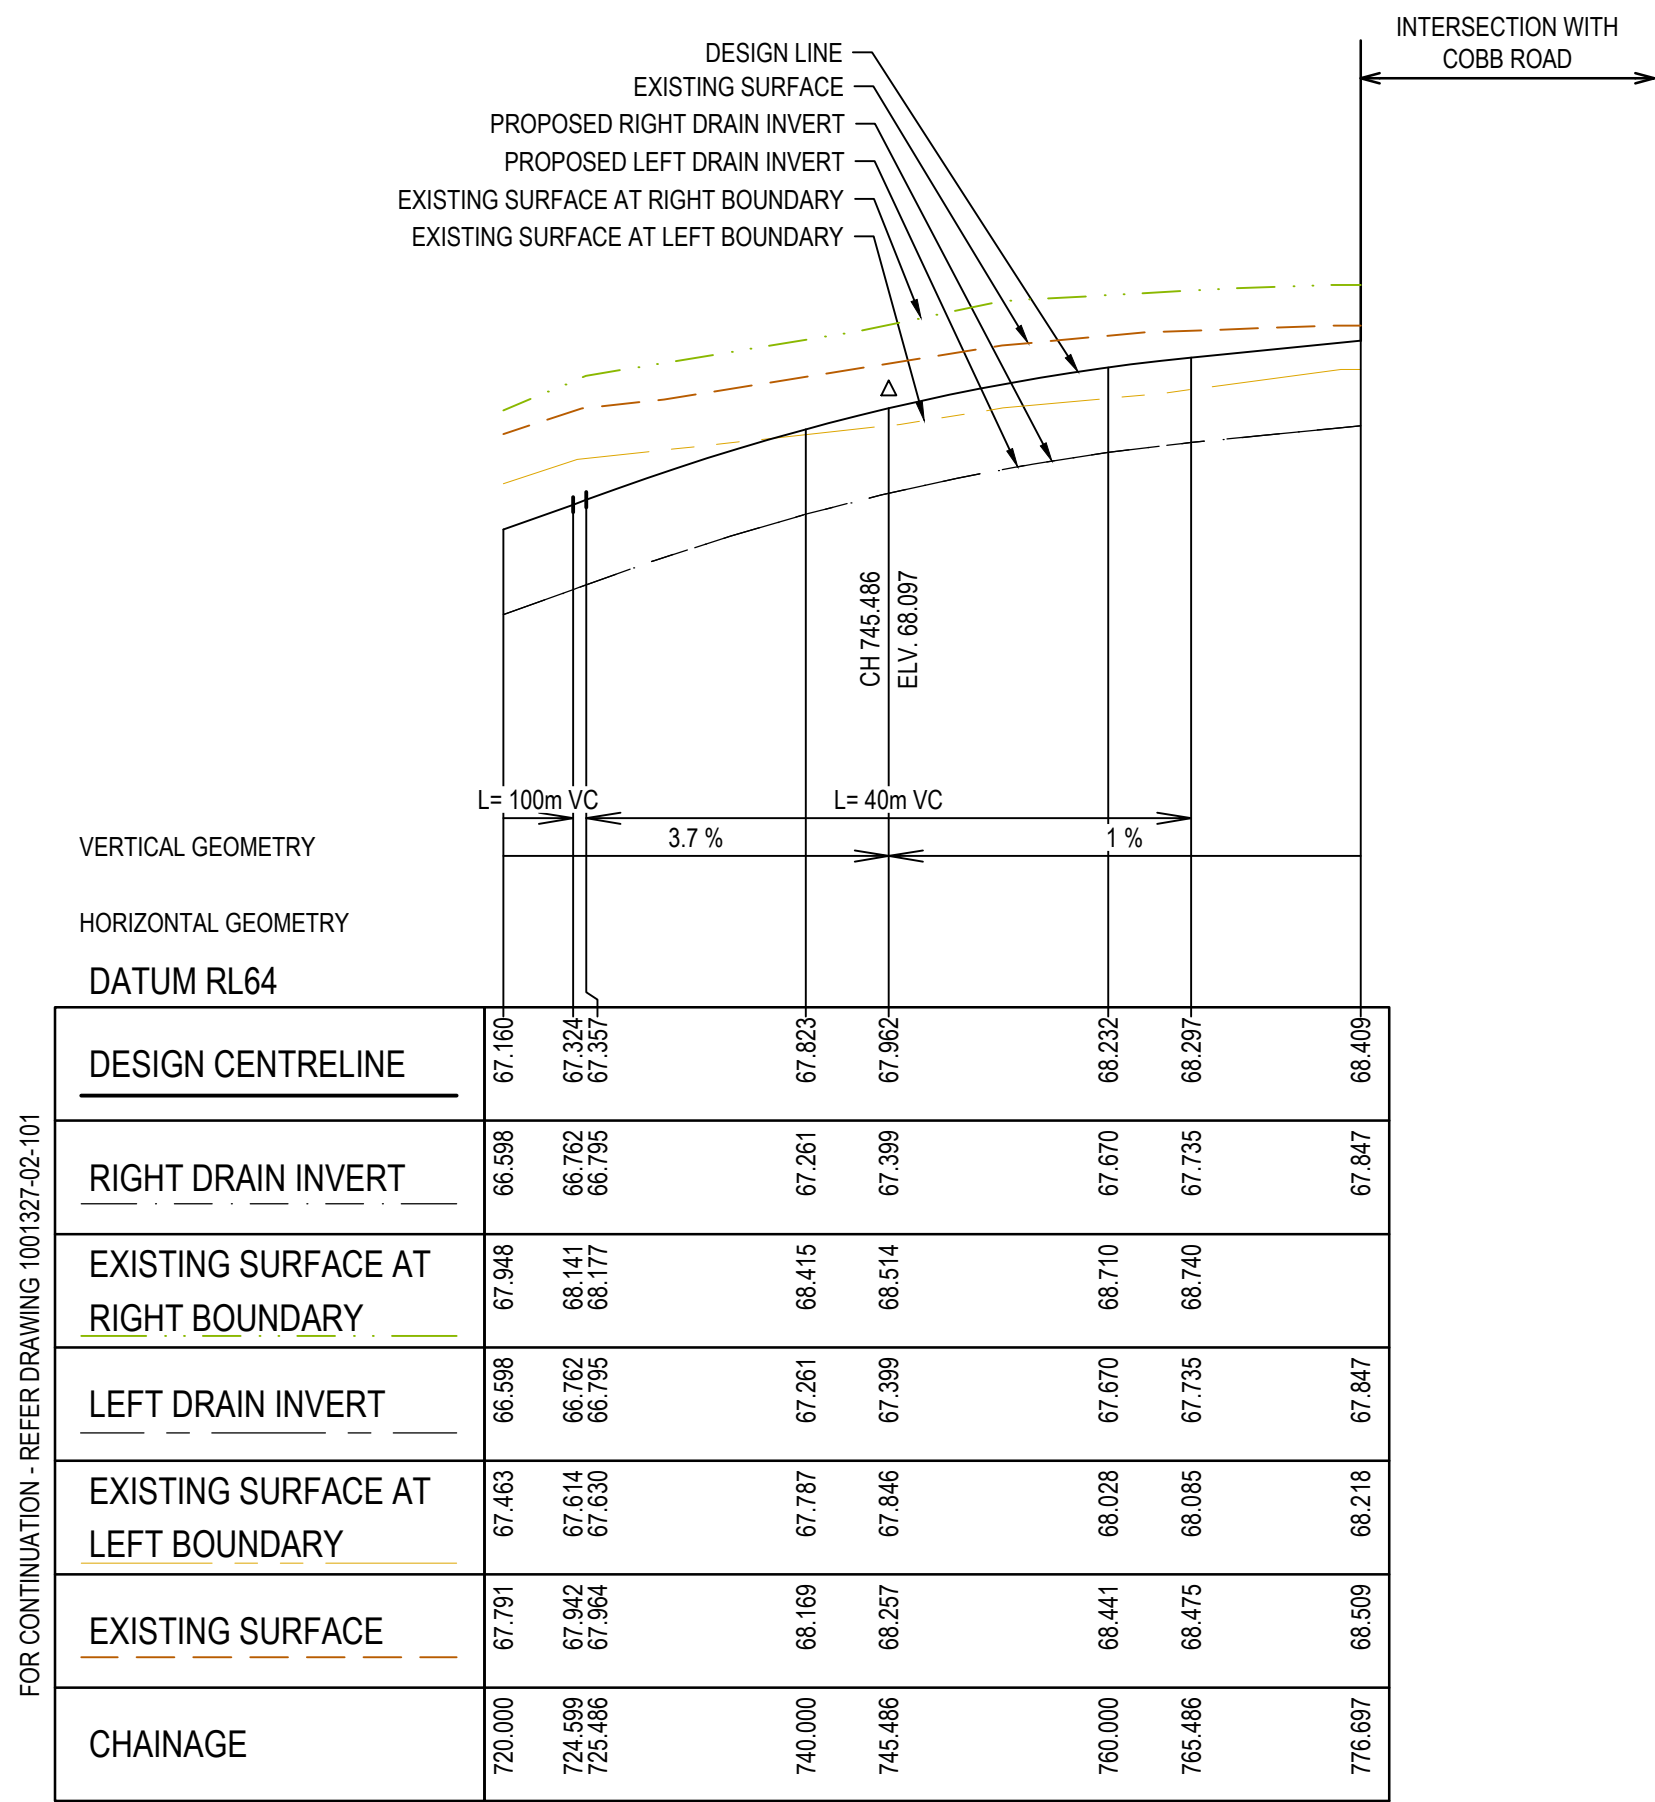 INTERSECTION WITH
COBB ROAD
DESIGN LINE
EXISTING SURFACE
PROPOSED RIGHT DRAIN INVERT
PROPOSED LEFT DRAIN INVERT
EXISTING SURFACE AT RIGHT BOUNDARY
EXISTING SURFACE AT LEFT BOUNDARY
CH 745.486
ELV. 68.097
L= 100m VC
L= 40m VC
VERTICAL GEOMETRY
3.7 %
1 %
HORIZONTAL GEOMETRY
DATUM RL64
DESIGN CENTRELINE
67.160
67.324
67.357
67.823
67.962
68.232
68.297
68.409
RIGHT DRAIN INVERT
66.598
66.762
66.795
67.261
67.399
67.670
67.735
67.847
EXISTING SURFACE AT
RIGHT BOUNDARY
67.948
68.141
68.177
68.415
68.514
68.710
68.740
LEFT DRAIN INVERT
66.598
66.762
66.795
67.261
67.399
67.670
67.735
67.847
EXISTING SURFACE AT
LEFT BOUNDARY
67.463
67.614
67.630
67.787
67.846
68.028
68.085
68.218
EXISTING SURFACE
67.791
67.942
67.964
68.169
68.257
68.441
68.475
68.509
CHAINAGE
720.000
724.599
725.486
740.000
745.486
760.000
765.486
776.697
FOR CONTINUATION - REFER DRAWING 1001327-02-101